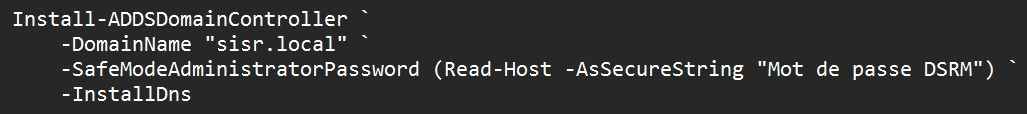 Install-ADDSDomainController `
-DomainName "sisr.local" `
-SafeModeAdministratorPassword (Read-Host -AsSecureString "Mot de passe DSRM") `
-InstallDns